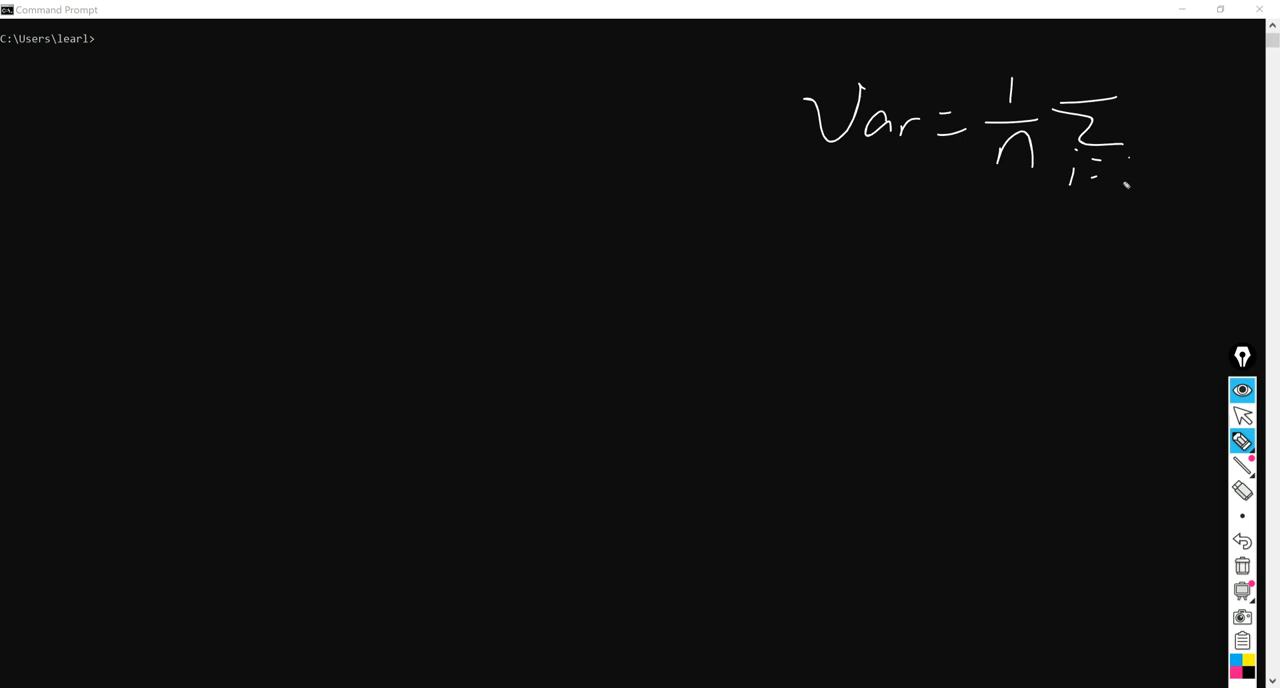 Command Prompt
C:\Users\learl>
Var = 1/n Σ i=